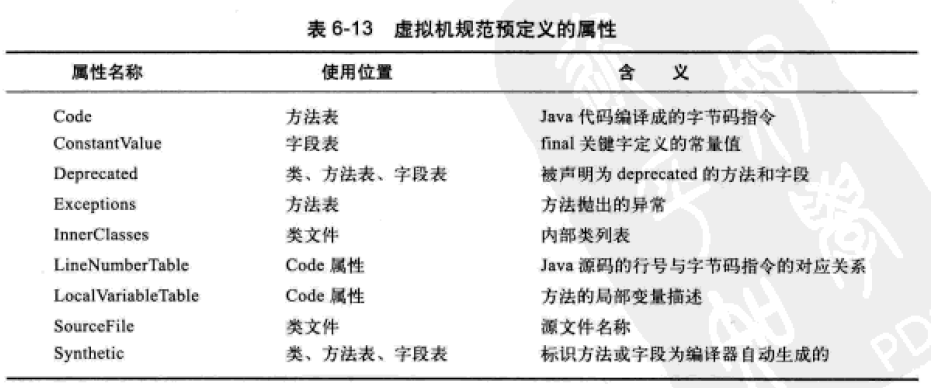 表 6-13 虚拟机规范预定义的属性
属性名称 使用位置 含 义
Code 方法表 Java 代码编译成的字节码指令
ConstantValue 字段表 final 关键字定义的常量值
Deprecated 类、方法表、字段表 被声明为 deprecated 的方法和字段
Exceptions 方法表 方法抛出的异常
InnerClasses 类文件 内部类列表
LineNumberTable Code 属性 Java 源码的行号与字节码指令的对应关系
LocalVariableTable Code 属性 方法的局部变量描述
SourceFile 类文件 源文件名称
Synthetic 类、方法表、字段表 标识方法或字段为编译器自动生成的